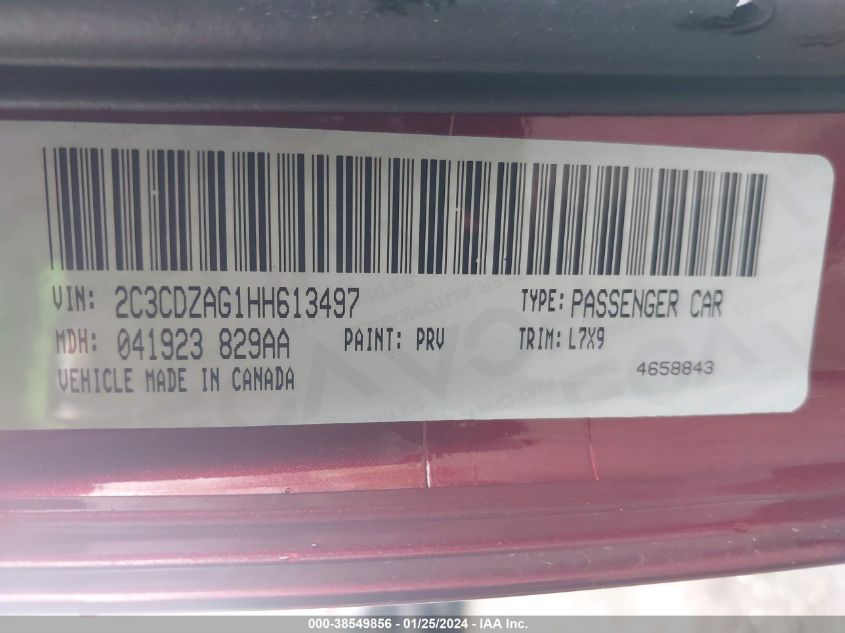 VIN: 2C3CDZAG1HH613497 TYPE: PASSENGER CAR
MDH: 041923 829AA PAINT: PRV TRIM: L7X9
VEHICLE MADE IN CANADA 4658843
000-38549856 - 01/25/2024 - © IAA Inc.